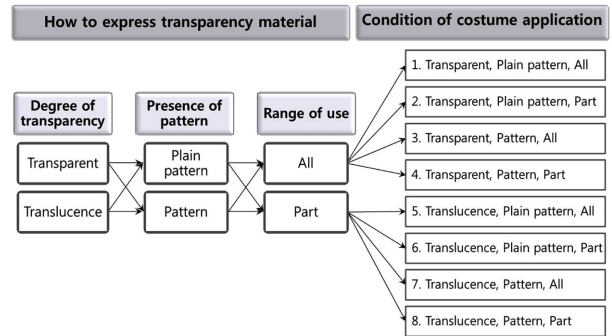 How to express transparency material
Condition of costume application
Degree of
transparency
Presence of
pattern
Range of use
Transparent
Plain
pattern
All
Translucence
Pattern
Part
1. Transparent, Plain pattern, All
2. Transparent, Plain pattern, Part
3. Transparent, Pattern, All
4. Transparent, Pattern, Part
5. Translucence, Plain pattern, All
6. Translucence, Plain pattern, Part
7. Translucence, Pattern, All
8. Translucence, Pattern, Part